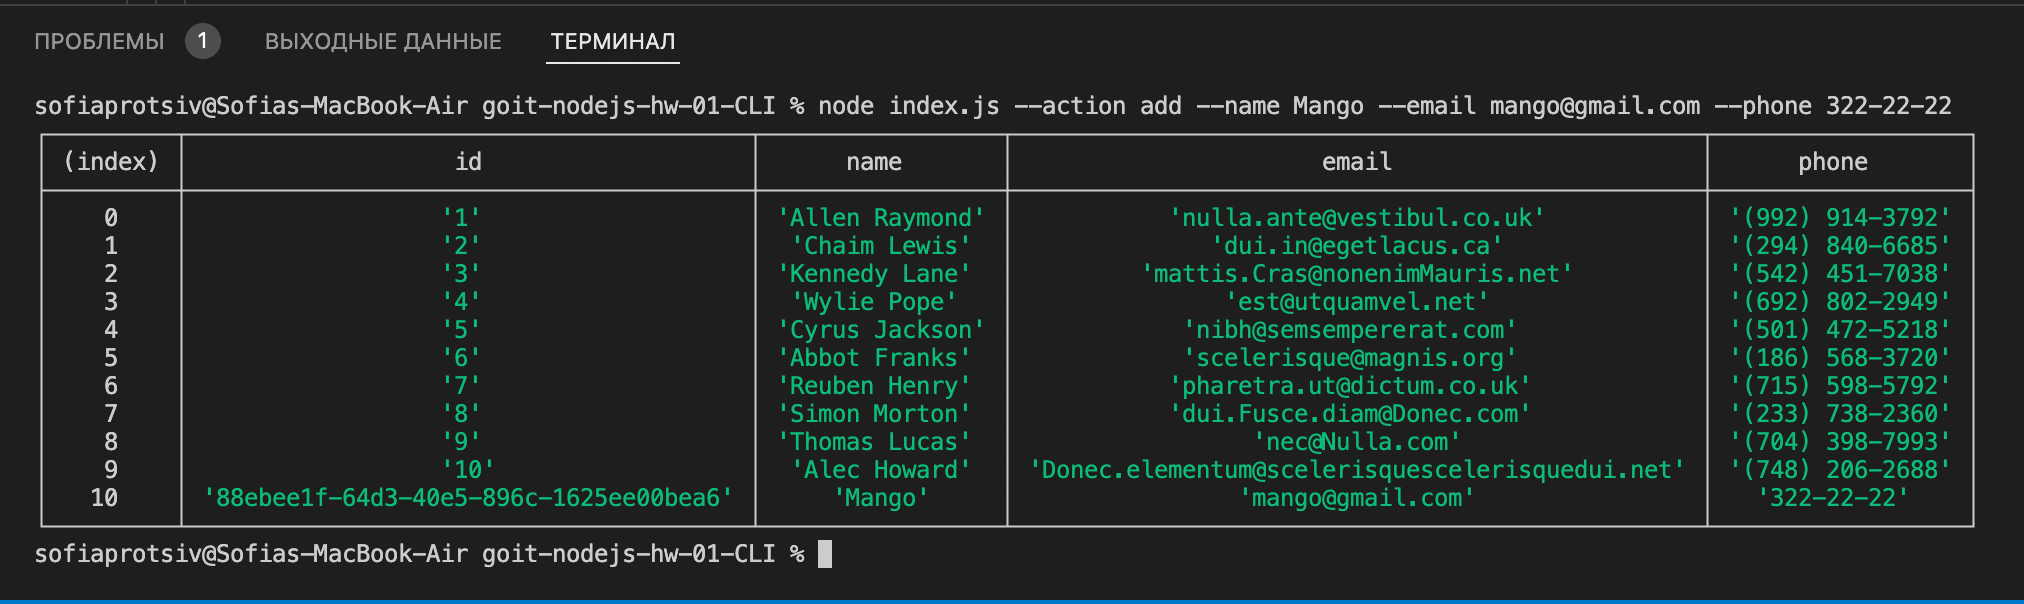 ПРОБЛЕМЫ 1 ВЫХОДНЫЕ ДАННЫЕ ТЕРМИНАЛ
sofiaprotsiv@Sofias-MacBook-Air goit-nodejs-hw-01-CLI % node index.js --action add --name Mango --email mango@gmail.com --phone 322-22-22
(index) id name email phone
0 '1' 'Allen Raymond' 'nulla.ante@vestibul.co.uk' '(992) 914-3792'
1 '2' 'Chaim Lewis' 'dui.in@egetlacus.ca' '(294) 840-6685'
2 '3' 'Kennedy Lane' 'mattis.Cras@nonenimMauris.net' '(542) 451-7038'
3 '4' 'Wylie Pope' 'est@utquamvel.net' '(692) 802-2949'
4 '5' 'Cyrus Jackson' 'nibh@semsempererat.com' '(501) 472-5218'
5 '6' 'Abbot Franks' 'scelerisque@magnis.org' '(186) 568-3720'
6 '7' 'Reuben Henry' 'pharetra.ut@dictum.co.uk' '(715) 598-5792'
7 '8' 'Simon Morton' 'dui.Fusce.diam@Donec.com' '(233) 738-2360'
8 '9' 'Thomas Lucas' 'nec@Nulla.com' '(704) 398-7993'
9 '10' 'Alec Howard' 'Donec.elementum@scelerisquescelerisquedui.net' '(748) 206-2688'
10 '88ebee1f-64d3-40e5-896c-1625ee00bea6' 'Mango' 'mango@gmail.com' '322-22-22'
sofiaprotsiv@Sofias-MacBook-Air goit-nodejs-hw-01-CLI %